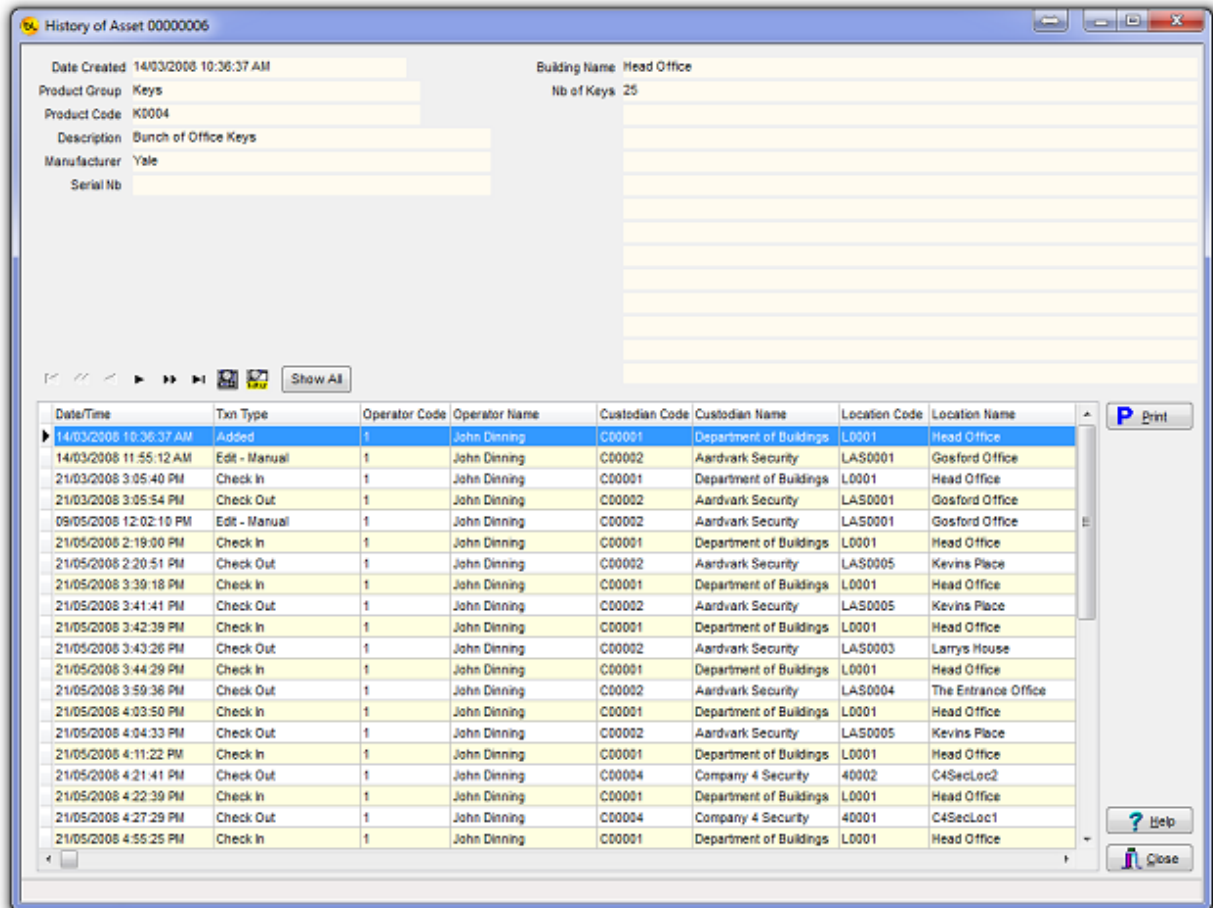 History of Asset 00000006
Date Created 14/03/2008 10:36:37 AM Building Name Head Office
Product Group Keys Nb of Keys 25
Product Code K0004
Description Bunch of Office Keys
Manufacturer Yale
Serial Nb
Show All
Date/Time Txn Type Operator Code Operator Name Custodian Code Custodian Name Location Code Location Name
14/03/2008 10:36:37 AM Added 1 John Dinning C00001 Department of Buildings L0001 Head Office
14/03/2008 11:55:12 AM Edit - Manual 1 John Dinning C00002 Aardvark Security LAS0001 Gosford Office
21/03/2008 3:05:40 PM Check In 1 John Dinning C00001 Department of Buildings L0001 Head Office
21/03/2008 3:05:54 PM Check Out 1 John Dinning C00002 Aardvark Security LAS0001 Gosford Office
09/05/2008 12:02:10 PM Edit - Manual 1 John Dinning C00002 Aardvark Security LAS0001 Gosford Office
21/05/2008 2:19:00 PM Check In 1 John Dinning C00001 Department of Buildings L0001 Head Office
21/05/2008 2:20:51 PM Check Out 1 John Dinning C00002 Aardvark Security LAS0005 Kevins Place
21/05/2008 3:39:18 PM Check In 1 John Dinning C00001 Department of Buildings L0001 Head Office
21/05/2008 3:41:41 PM Check Out 1 John Dinning C00002 Aardvark Security LAS0005 Kevins Place
21/05/2008 3:42:39 PM Check In 1 John Dinning C00001 Department of Buildings L0001 Head Office
21/05/2008 3:43:26 PM Check Out 1 John Dinning C00002 Aardvark Security LAS0003 Larrys House
21/05/2008 3:44:29 PM Check In 1 John Dinning C00001 Department of Buildings L0001 Head Office
21/05/2008 3:59:36 PM Check Out 1 John Dinning C00002 Aardvark Security LAS0004 The Entrance Office
21/05/2008 4:03:50 PM Check In 1 John Dinning C00001 Department of Buildings L0001 Head Office
21/05/2008 4:04:33 PM Check Out 1 John Dinning C00002 Aardvark Security LAS0005 Kevins Place
21/05/2008 4:11:22 PM Check In 1 John Dinning C00001 Department of Buildings L0001 Head Office
21/05/2008 4:21:41 PM Check Out 1 John Dinning C00004 Company 4 Security 40002 C4SecLoc2
21/05/2008 4:22:39 PM Check In 1 John Dinning C00001 Department of Buildings L0001 Head Office
21/05/2008 4:27:29 PM Check Out 1 John Dinning C00004 Company 4 Security 40001 C4SecLoc1
21/05/2008 4:55:25 PM Check In 1 John Dinning C00001 Department of Buildings L0001 Head Office
P Print
? Help
Close